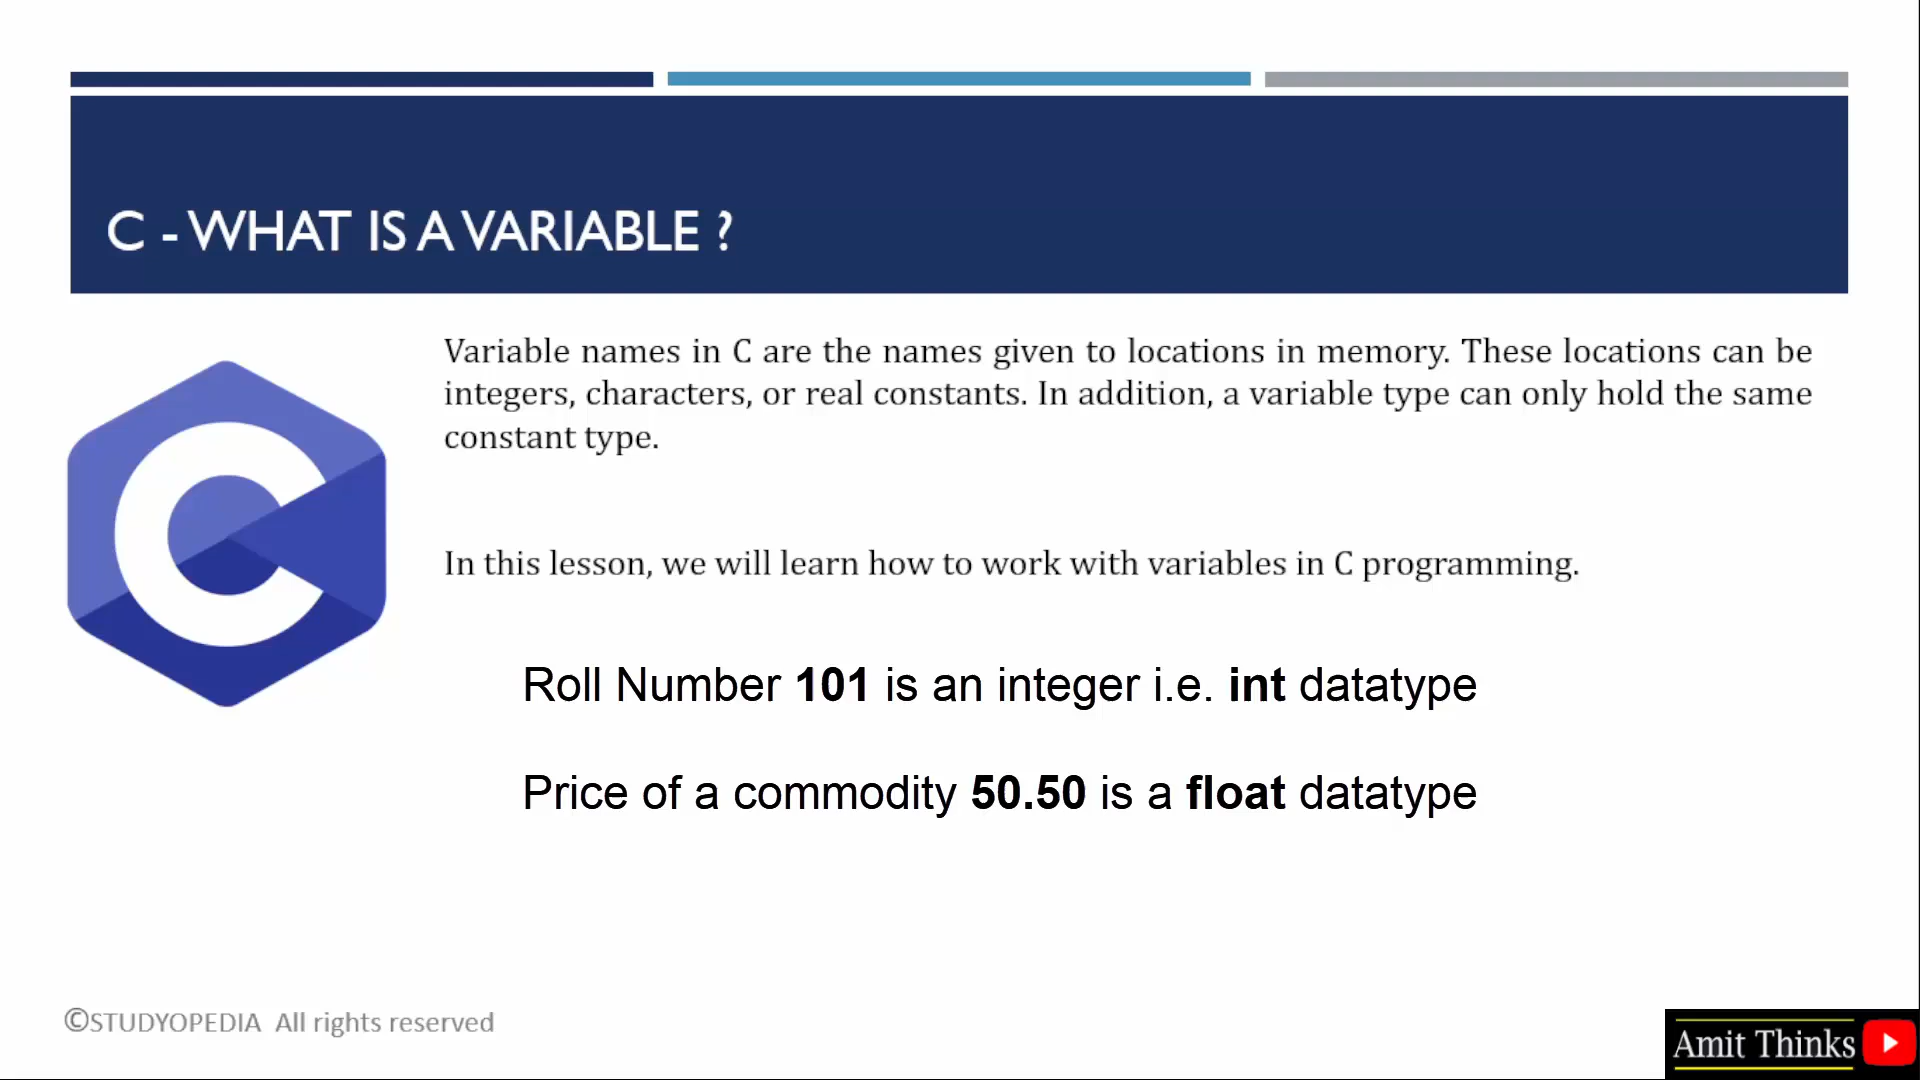 C - WHAT IS A VARIABLE ?
Variable names in C are the names given to locations in memory. These locations can be
integers, characters, or real constants. In addition, a variable type can only hold the same
constant type.
In this lesson, we will learn how to work with variables in C programming.
Roll Number 101 is an integer i.e. int datatype
Price of a commodity 50.50 is a float datatype
©STUDYOPEDIA All rights reserved
Amit Thinks